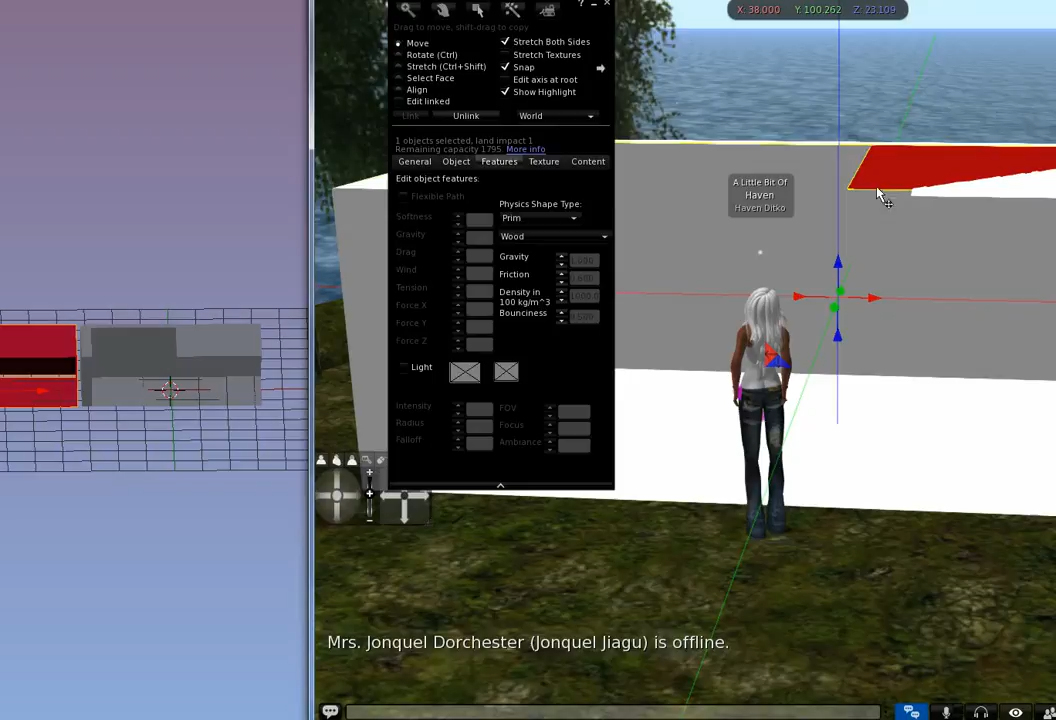 X: 38.000 Y: 100.262 Z: 23.109
Drag to move, shift-drag to copy
Move
Rotate (Ctrl)
Stretch (Ctrl+Shift)
Select Face
Align
Edit linked
Stretch Both Sides
Stretch Textures
Snap
Edit axis at root
Show Highlight
Link
Unlink
World
1 objects selected, land impact 1
Remaining capacity 1795. More info
General
Object
Features
Texture
Content
Edit object features:
Flexible Path
Softness
Gravity
Drag
Wind
Tension
Force X
Force Y
Force Z
Physics Shape Type:
Prim
Wood
Gravity
Friction
Density in
100 kg/m^3
Bounciness
Light
Intensity
Radius
Falloff
FOV
Focus
Ambiance
A Little Bit Of
Haven
Haven Ditko
Mrs. Jonquel Dorchester (Jonquel Jiagu) is offline.